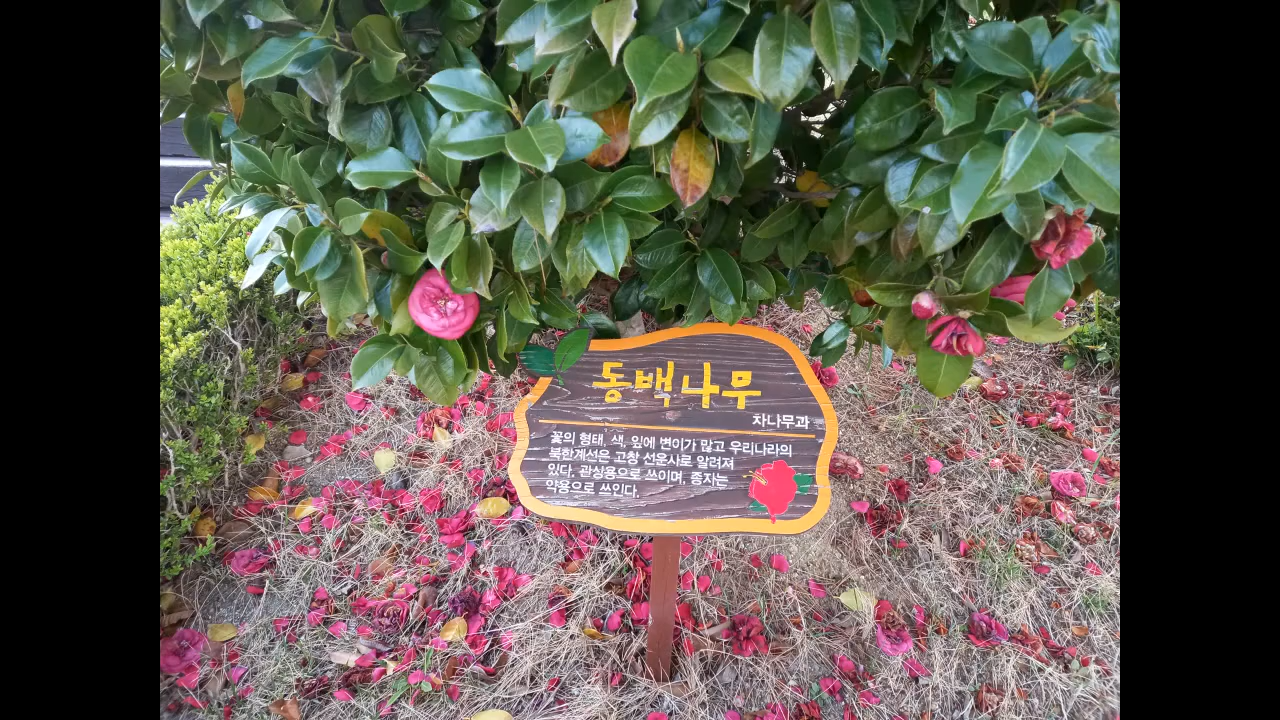 동백나무
차나무과
꽃의 형태, 색, 잎에 변이가 많고 우리나라의
북한계선은 고창 선운사로 알려져
있다. 관상용으로 쓰이며, 종자는
약용으로 쓰인다.